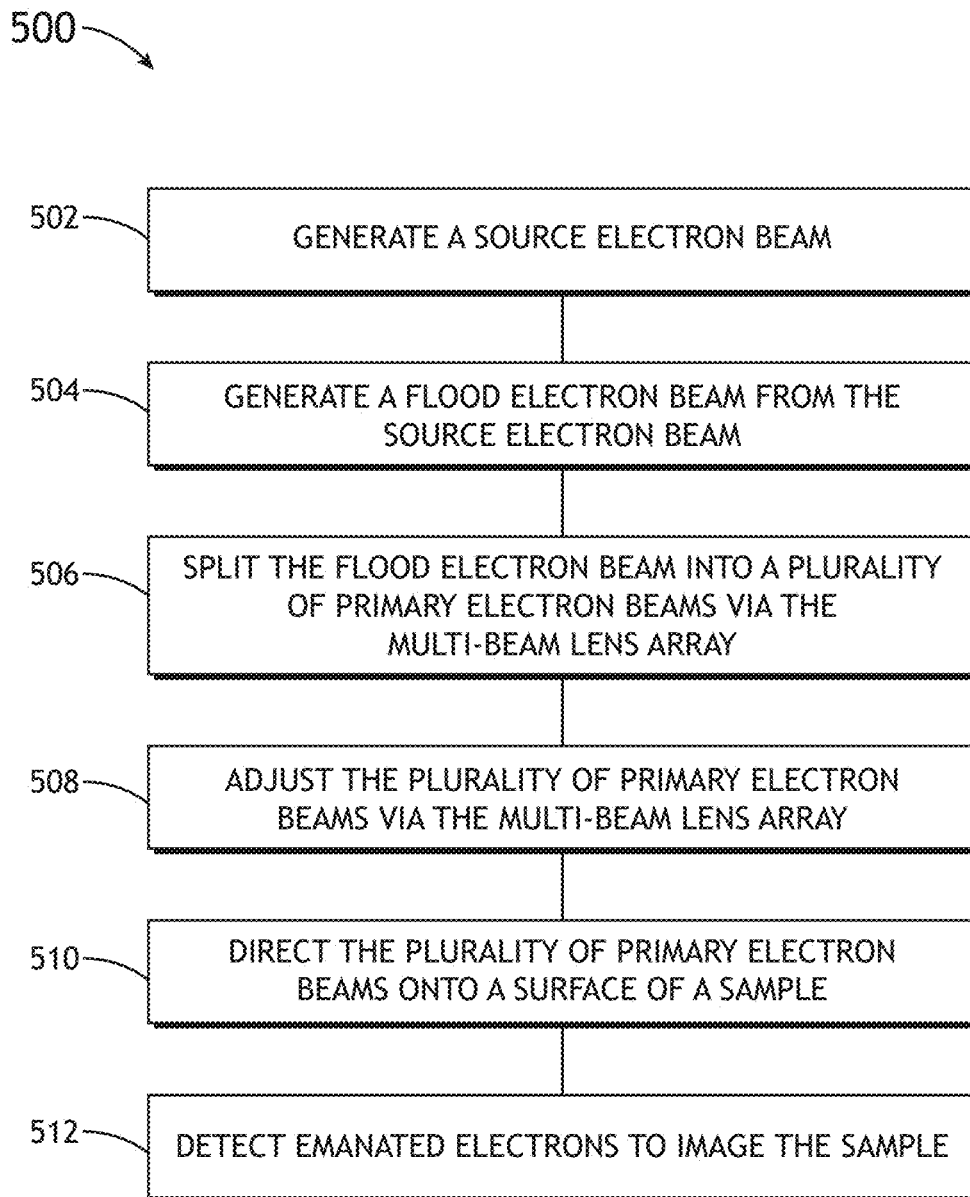 500
502
GENERATE A SOURCE ELECTRON BEAM
504
GENERATE A FLOOD ELECTRON BEAM FROM THE
SOURCE ELECTRON BEAM
506
SPLIT THE FLOOD ELECTRON BEAM INTO A PLURALITY
OF PRIMARY ELECTRON BEAMS VIA THE
MULTI-BEAM LENS ARRAY
508
ADJUST THE PLURALITY OF PRIMARY ELECTRON
BEAMS VIA THE MULTI-BEAM LENS ARRAY
510
DIRECT THE PLURALITY OF PRIMARY ELECTRON
BEAMS ONTO A SURFACE OF A SAMPLE
512
DETECT EMANATED ELECTRONS TO IMAGE THE SAMPLE